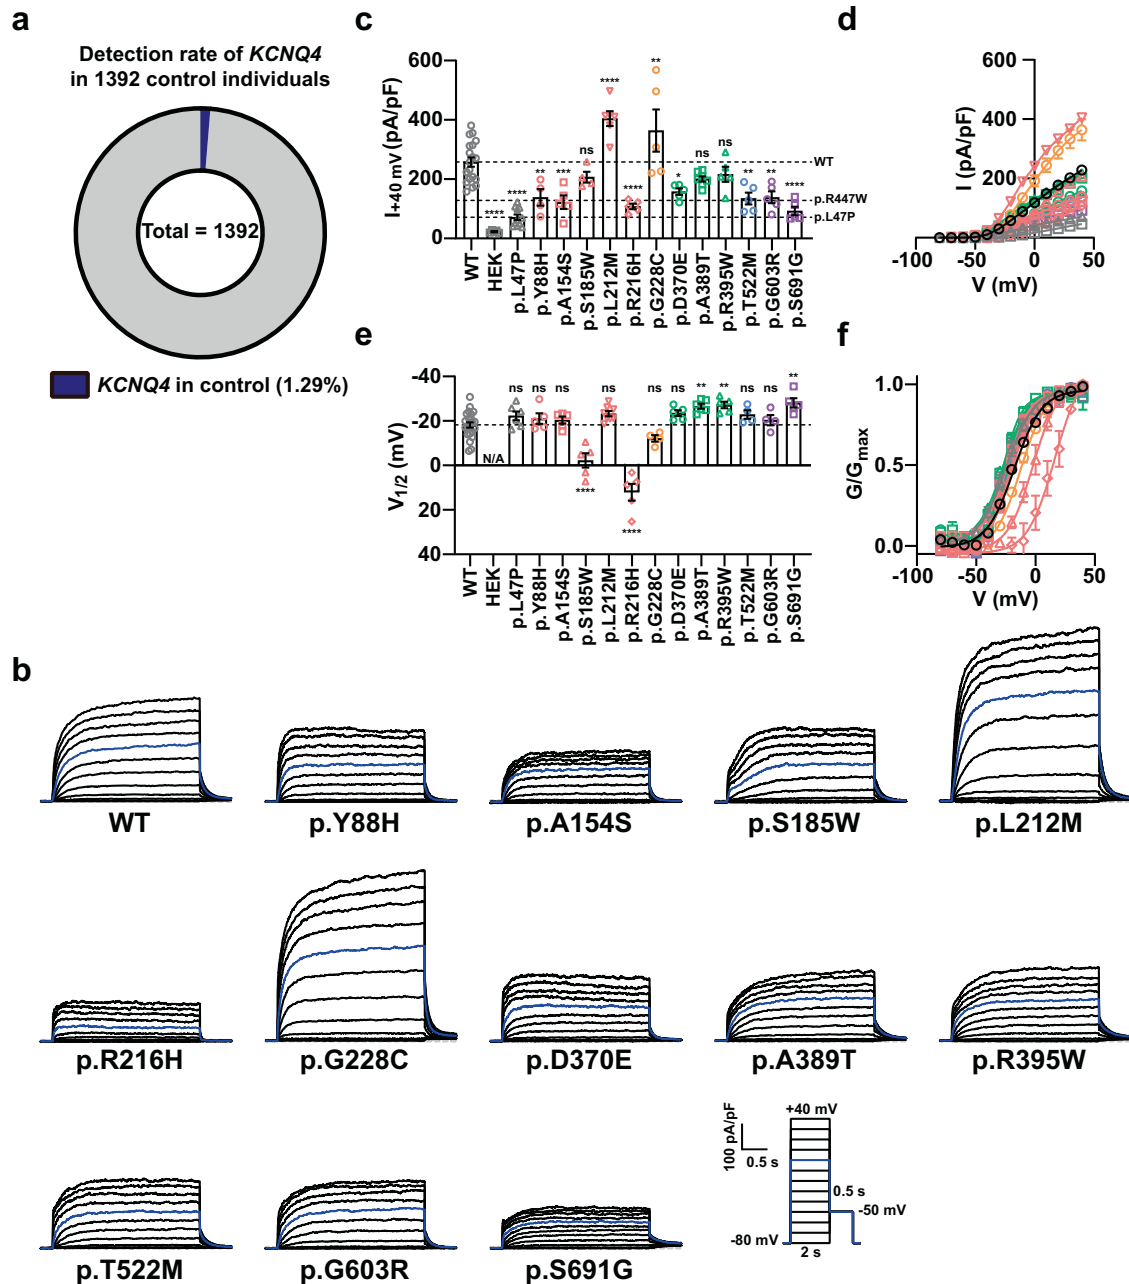 a
Detection rate of KCNQ4
in 1392 control individuals
Total = 1392
KCNQ4 in control (1.29%)
c
I+40 mV (pA/pF)
600
400
200
0
WT
p.R447W
p.L47P
****
****
**
***
ns
****
****
**
*
ns
ns
**
**
****
WT
HEK
p.L47P
p.Y88H
p.A154S
p.S185W
p.L212M
p.R216H
p.G228C
p.D370E
p.A389T
p.R395W
p.T522M
p.G603R
p.S691G
d
I (pA/pF)
600
400
200
0
-100
-50
0
50
V (mV)
e
V1/2 (mV)
-40
-20
0
20
40
N/A
ns
ns
ns
****
ns
****
ns
ns
**
**
ns
ns
**
WT
HEK
p.L47P
p.Y88H
p.A154S
p.S185W
p.L212M
p.R216H
p.G228C
p.D370E
p.A389T
p.R395W
p.T522M
p.G603R
p.S691G
f
G/Gmax
1.0
0.5
0.0
-100
-50
0
50
V (mV)
b
WT
p.Y88H
p.A154S
p.S185W
p.L212M
p.R216H
p.G228C
p.D370E
p.A389T
p.R395W
p.T522M
p.G603R
p.S691G
100 pA/pF
0.5 s
+40 mV
0.5 s
-50 mV
-80 mV
2 s